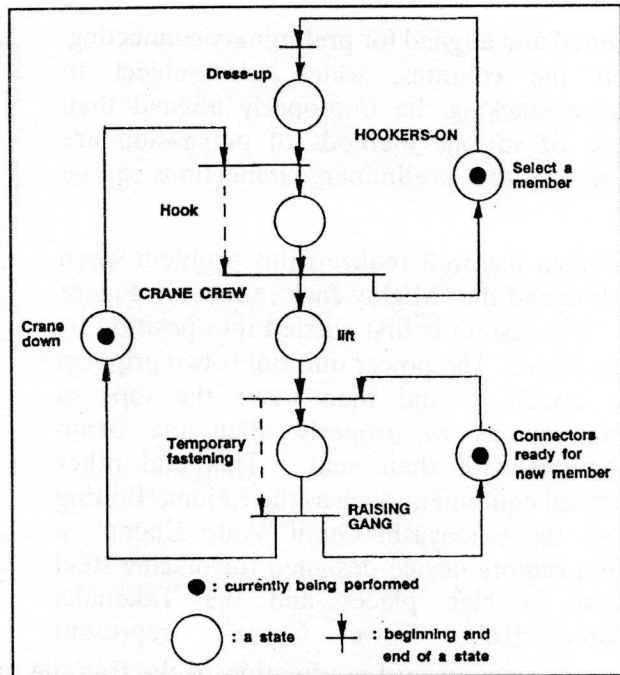 Dress-up
HOOKERS-ON
Select a
member
Hook
CRANE CREW
Crane
down
lift
Temporary
fastening
Connectors
ready for
new member
RAISING
GANG
: currently being performed
: a state
: beginning and
end of a state